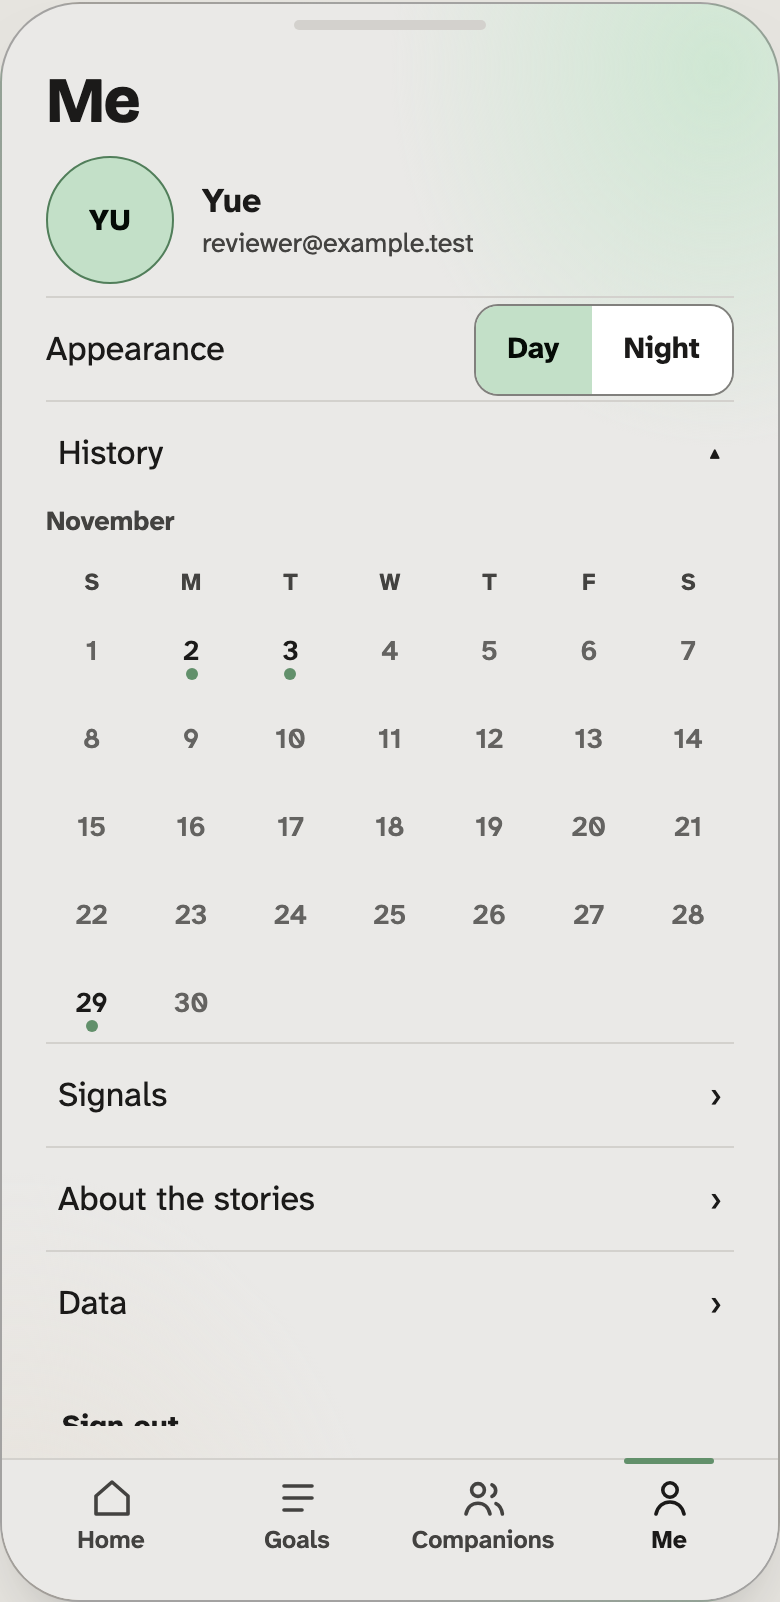 Me
YU
Yue
reviewer@example.test
Appearance
Day Night
History
November
S M T W T F S
1 2 3 4 5 6 7
8 9 10 11 12 13 14
15 16 17 18 19 20 21
22 23 24 25 26 27 28
29 30
Signals
About the stories
Data
Sign out
Home Goals Companions Me